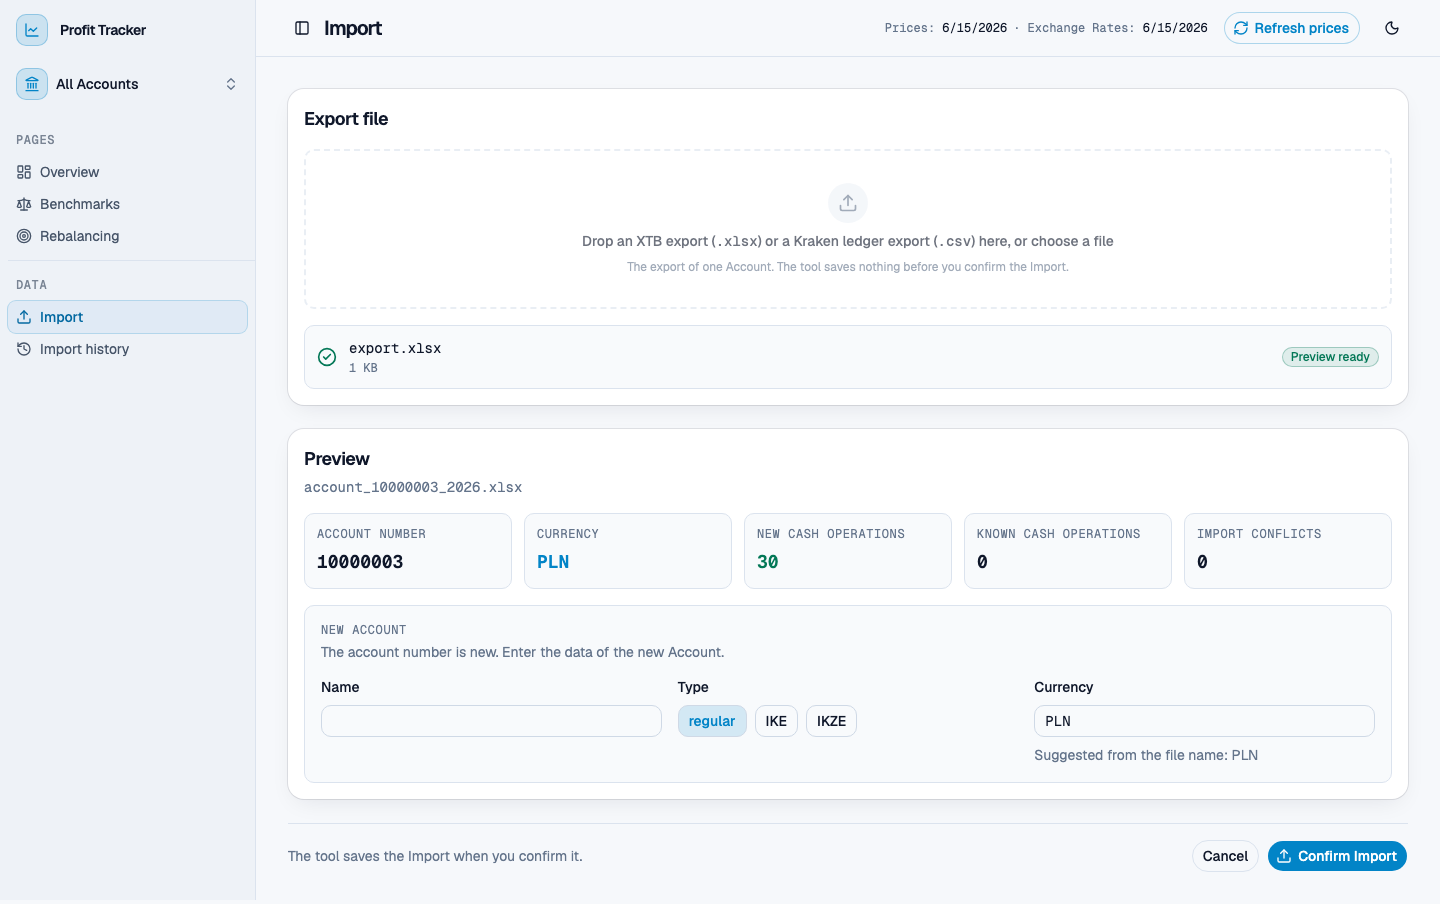 Profit Tracker
All Accounts
PAGES
Overview
Benchmarks
Rebalancing
DATA
Import
Import history
Import
Prices: 6/15/2026 · Exchange Rates: 6/15/2026
Refresh prices
Export file
Drop an XTB export (.xlsx) or a Kraken ledger export (.csv) here, or choose a file
The export of one Account. The tool saves nothing before you confirm the Import.
export.xlsx
1 KB
Preview ready
Preview
account_10000003_2026.xlsx
ACCOUNT NUMBER
10000003
CURRENCY
PLN
NEW CASH OPERATIONS
30
KNOWN CASH OPERATIONS
0
IMPORT CONFLICTS
0
NEW ACCOUNT
The account number is new. Enter the data of the new Account.
Name
Type
regular
IKE
IKZE
Currency
PLN
Suggested from the file name: PLN
The tool saves the Import when you confirm it.
Cancel
Confirm Import